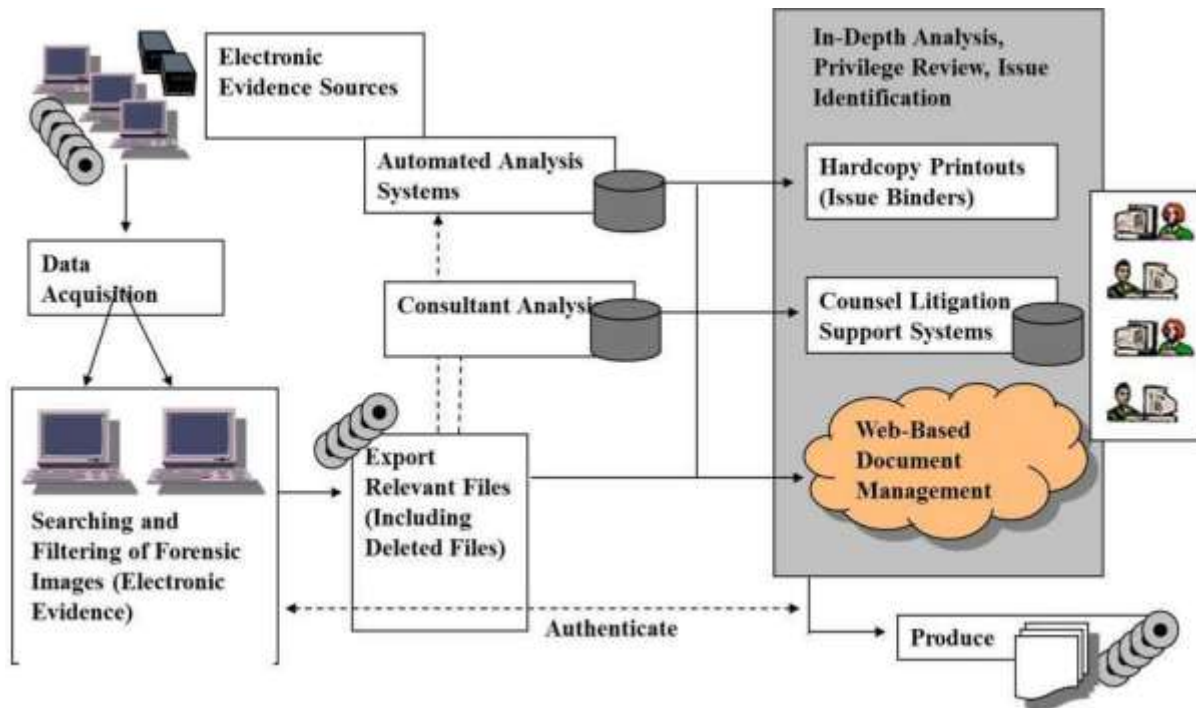 Electronic
Evidence Sources
In-Depth Analysis,
Privilege Review, Issue
Identification
Automated Analysis
Systems
Hardcopy Printouts
(Issue Binders)
Data
Acquisition
Consultant Analysis
Counsel Litigation
Support Systems
Web-Based
Document
Management
Export
Relevant Files
(Including
Deleted Files)
Searching and
Filtering of Forensic
Images (Electronic
Evidence)
Authenticate
Produce